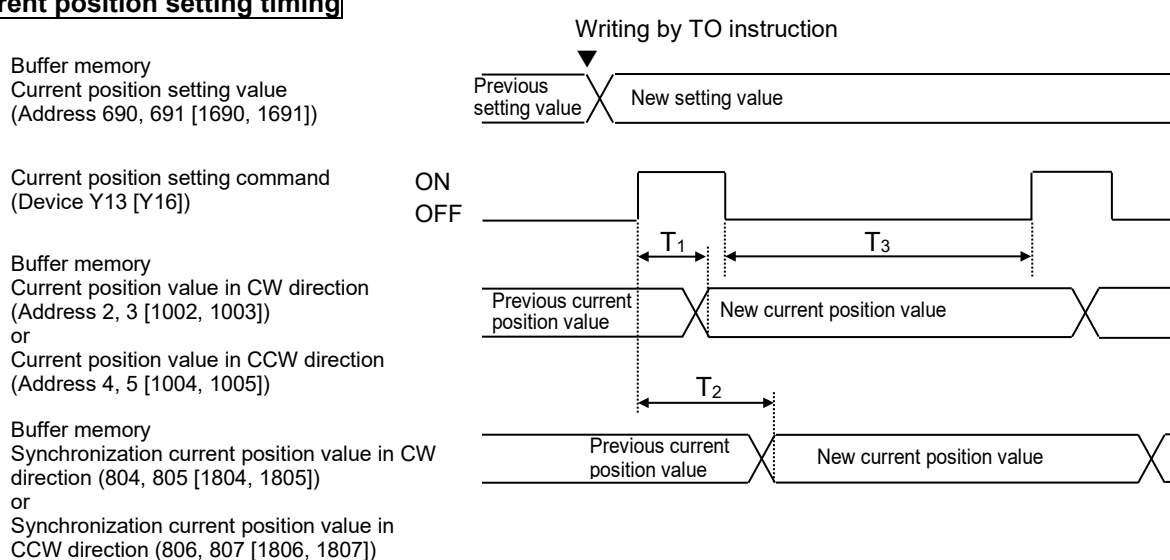 rent position setting timing
Writing by TO instruction
Buffer memory
Current position setting value
(Address 690, 691 [1690, 1691])
Previous
setting value
New setting value
Current position setting command
(Device Y13 [Y16])
ON
OFF
T1
T3
Buffer memory
Current position value in CW direction
(Address 2, 3 [1002, 1003])
or
Current position value in CCW direction
(Address 4, 5 [1004, 1005])
Previous current
position value
New current position value
T2
Buffer memory
Synchronization current position value in CW
direction (804, 805 [1804, 1805])
or
Synchronization current position value in
CCW direction (806, 807 [1806, 1807])
Previous current
position value
New current position value